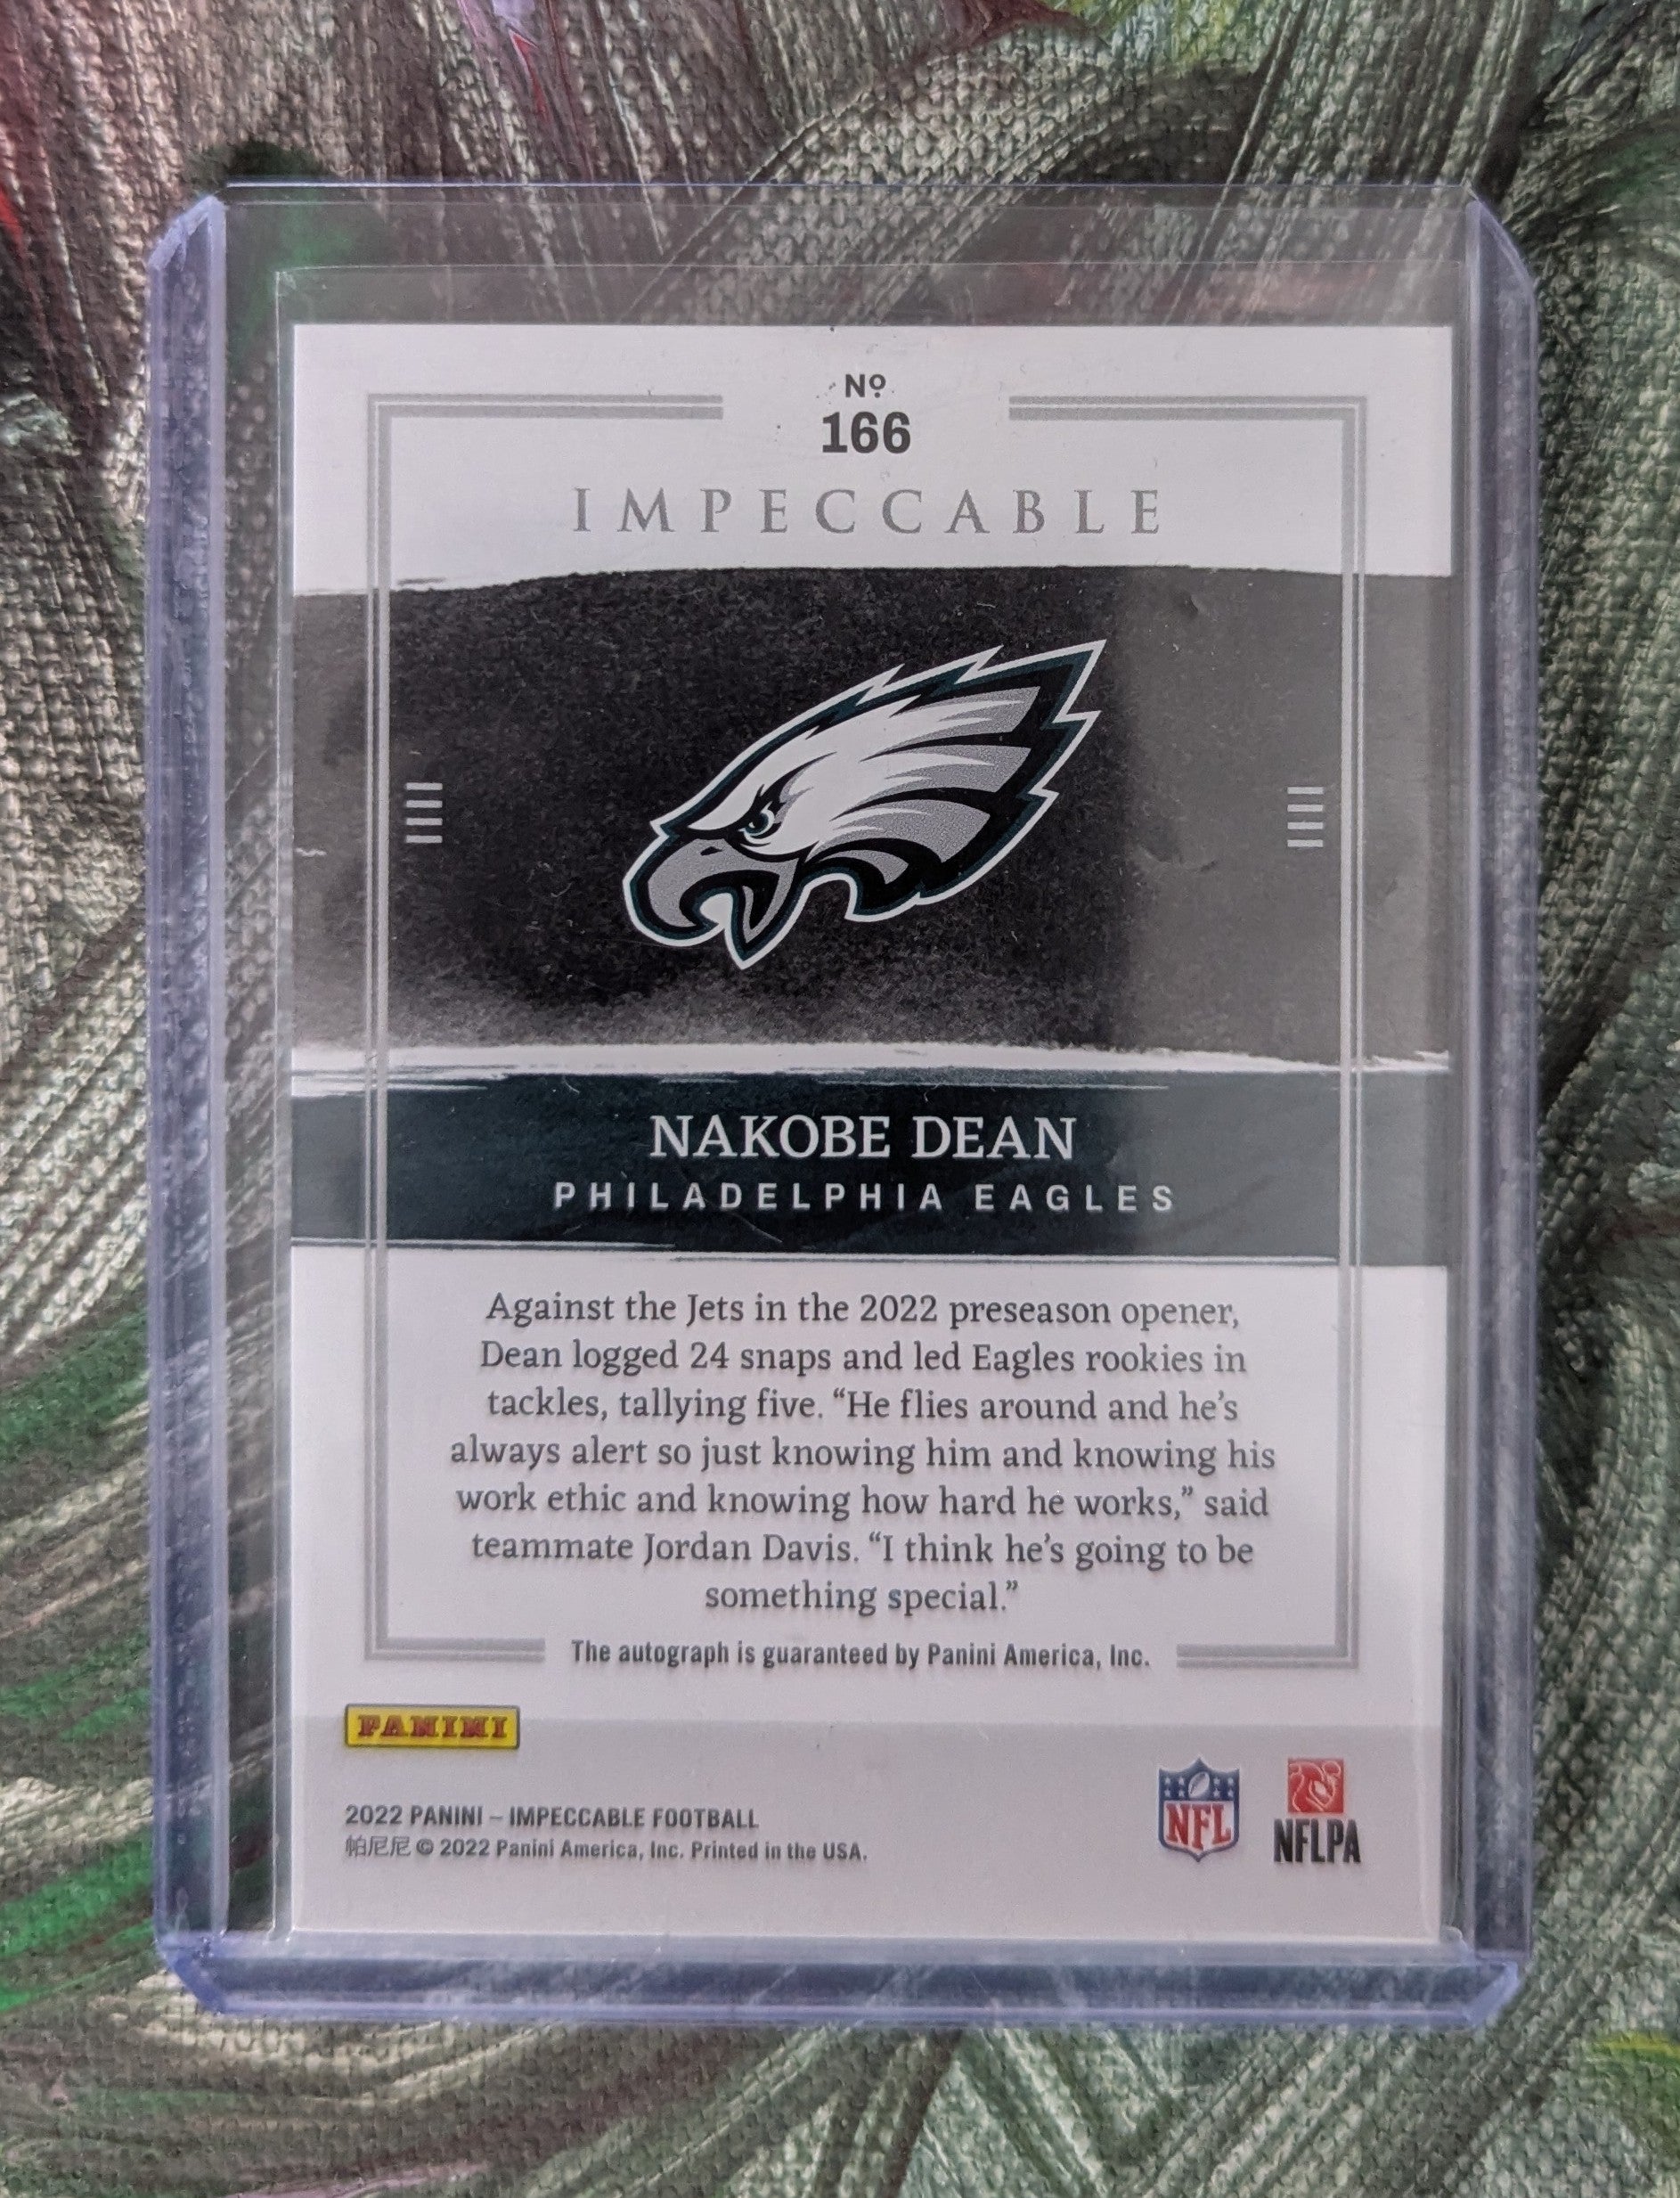 Nº
166
IMPECCABLE
NAKOBE DEAN
PHILADELPHIA EAGLES
Against the Jets in the 2022 preseason opener,
Dean logged 24 snaps and led Eagles rookies in
tackles, tallying five. “He flies around and he’s
always alert so just knowing him and knowing his
work ethic and knowing how hard he works,” said
teammate Jordan Davis. “I think he’s going to be
something special.”
The autograph is guaranteed by Panini America, Inc.
PANINI
2022 PANINI – IMPECCABLE FOOTBALL
帕尼尼 © 2022 Panini America, Inc. Printed in the USA.
NFL
NFLPA